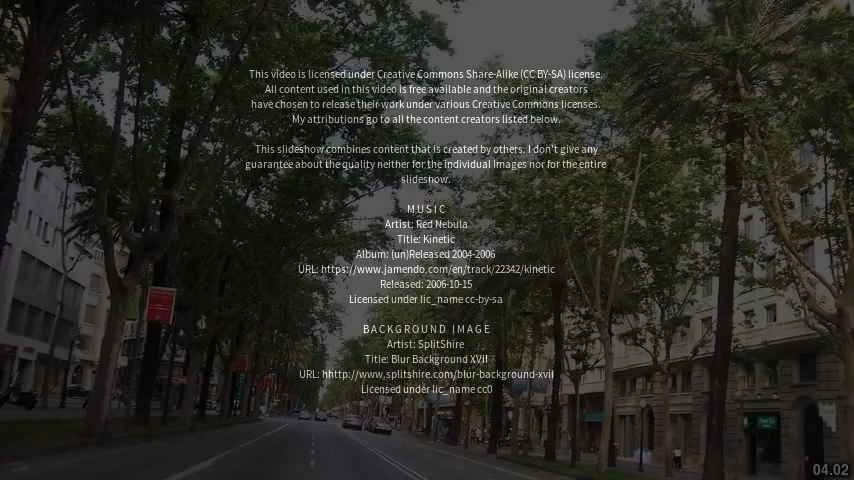 This video is licensed under Creative Commons Share-Alike (CC BY-SA) license.
All content used in this video is free available and the original creators
have chosen to release their work under various Creative Commons licenses.
My attributions go to all the content creators listed below.
This slideshow combines content that is created by others. I don't give any
guarantee about the quality neither for the individual images nor for the entire
slideshow.
MUSIC
Artist: Red Nebula
Title: Kinetic
Album: (un)Released 2004-2006
URL: https://www.jamendo.com/en/track/22342/kinetic
Released: 2006-10-15
Licensed under lic_name cc-by-sa
BACKGROUND IMAGE
Artist: SplitShire
Title: Blur Background XVII
URL: hhttp://www.splitshire.com/blur-background-xvii
Licensed under lic_name cc0
04.02